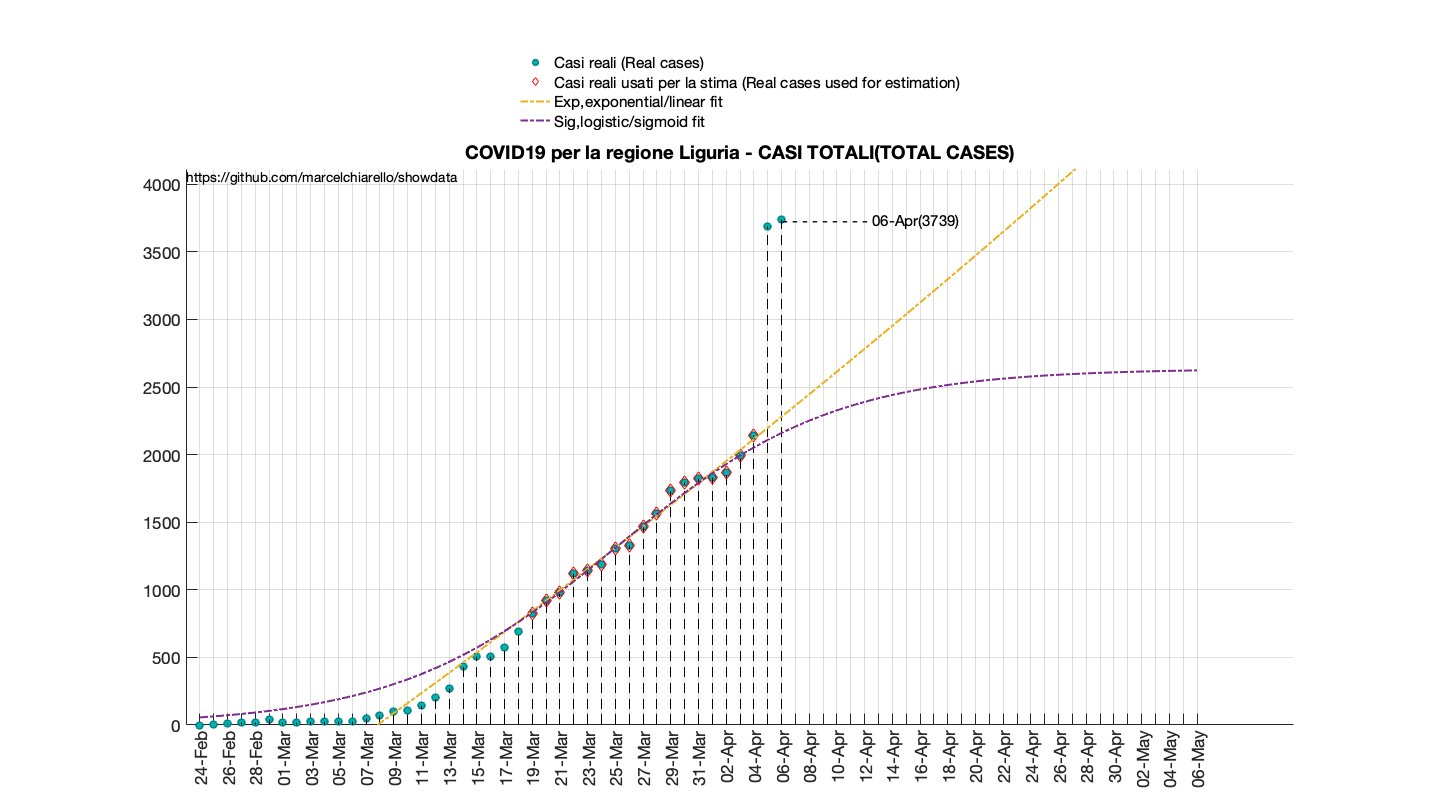 Casi reali (Real cases)
Casi reali usati per la stima (Real cases used for estimation)
Exp,exponential/linear fit
Sig,logistic/sigmoid fit
COVID19 per la regione Liguria - CASI TOTALI(TOTAL CASES)
https://github.com/marcelchiarello/showdata
4000
3500
3000
2500
2000
1500
1000
500
0
06-Apr(3739)
24-Feb
26-Feb
28-Feb
01-Mar
03-Mar
05-Mar
07-Mar
09-Mar
11-Mar
13-Mar
15-Mar
17-Mar
19-Mar
21-Mar
23-Mar
25-Mar
27-Mar
29-Mar
31-Mar
02-Apr
04-Apr
06-Apr
08-Apr
10-Apr
12-Apr
14-Apr
16-Apr
18-Apr
20-Apr
22-Apr
24-Apr
26-Apr
28-Apr
30-Apr
02-May
04-May
06-May